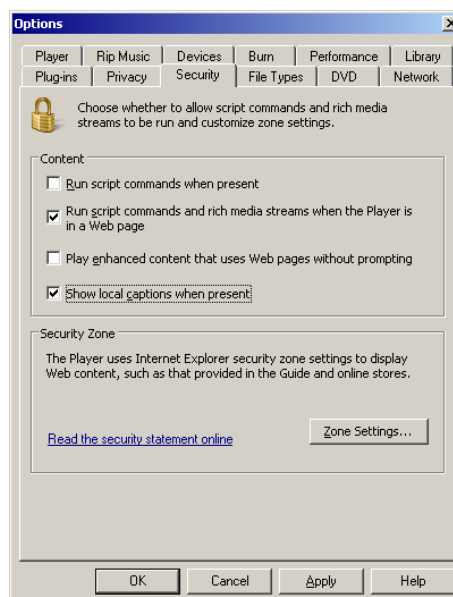 Options
Player Rip Music Devices Burn Performance Library
Plug-ins Privacy Security File Types DVD Network
Choose whether to allow script commands and rich media
streams to be run and customize zone settings.
Content
Run script commands when present
Run script commands and rich media streams when the Player is
in a Web page
Play enhanced content that uses Web pages without prompting
Show local captions when present
Security Zone
The Player uses Internet Explorer security zone settings to display
Web content, such as that provided in the Guide and online stores.
Zone Settings...
Read the security statement online
OK Cancel Apply Help